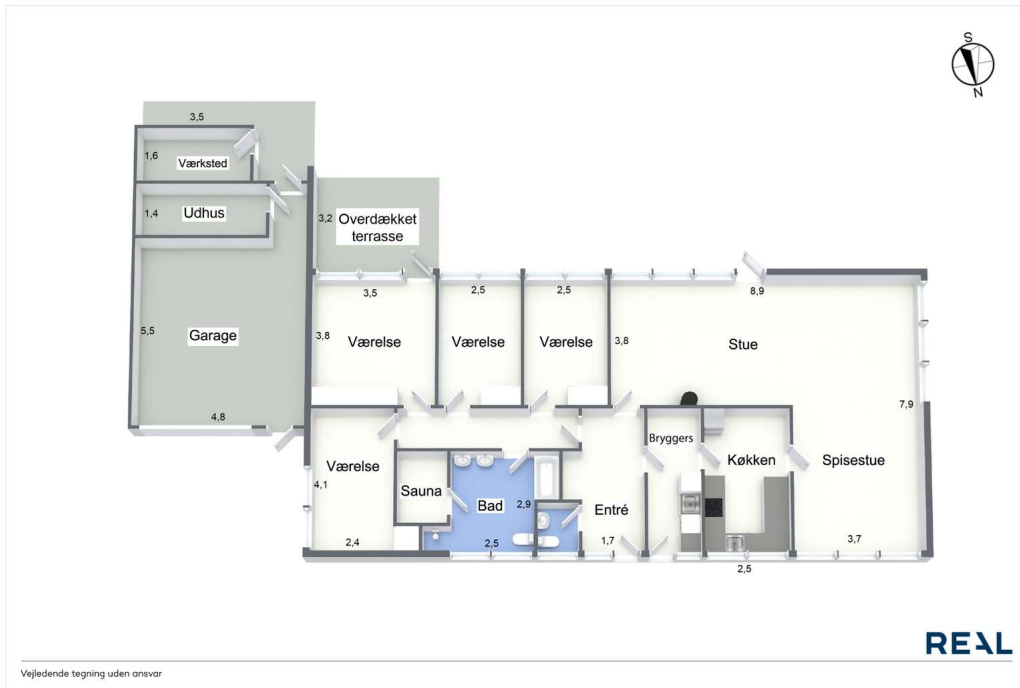 S
N
3,5
1,6
Værksted
1,4
Udhus
3,2
Overdækket
terrasse
5,5
Garage
4,8
3,5
3,8
Værelse
2,5
Værelse
2,5
Værelse
8,9
3,8
Stue
7,9
Værelse
4,1
2,4
Sauna
Bad
2,9
2,5
Entré
1,7
Bryggers
Køkken
2,5
Spisestue
3,7
REAL
Vejledende tegning uden ansvar